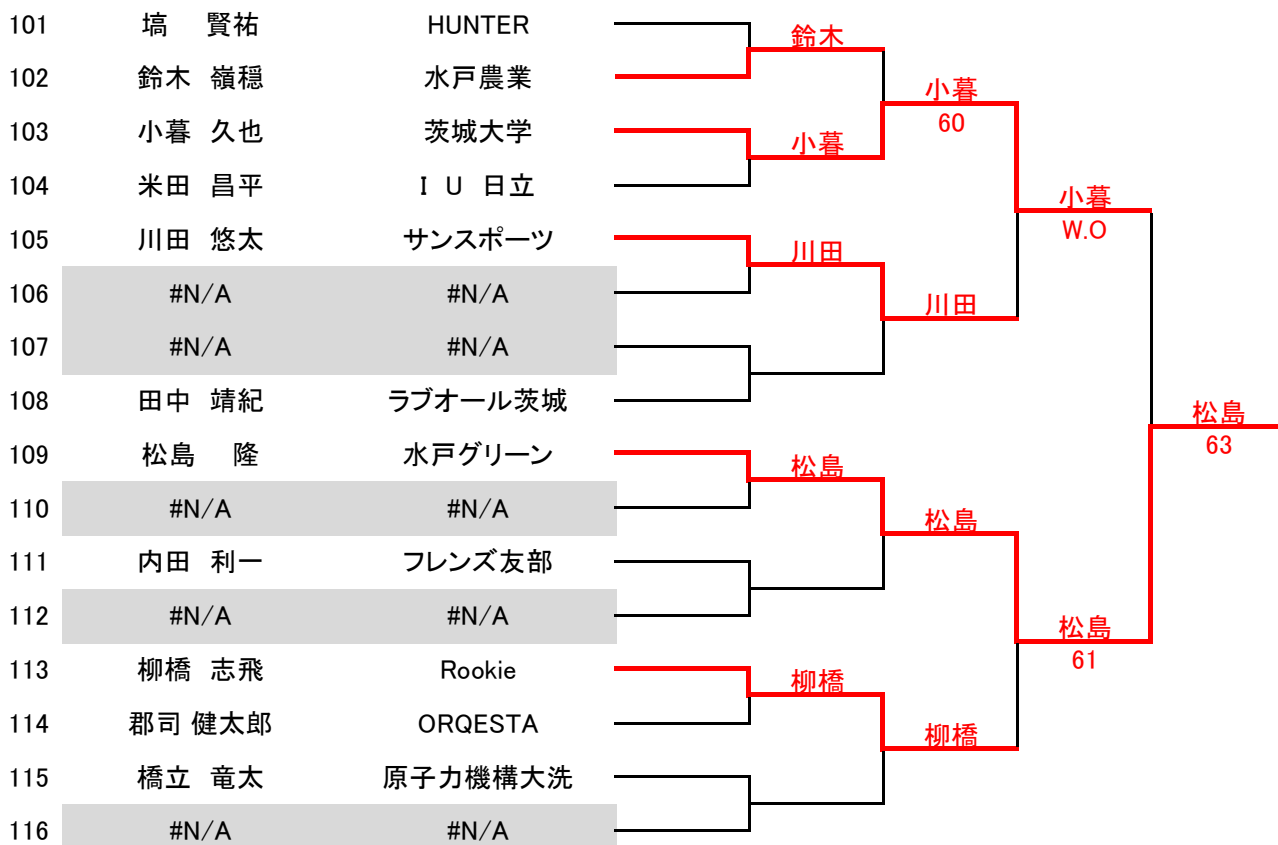 101 塙 賢祐 HUNTER
鈴木
102 鈴木 嶺穏 水戸農業
小暮
60
103 小暮 久也 茨城大学
小暮
104 米田 昌平 I U 日立
小暮
W.O
105 川田 悠太 サンスポーツ
川田
106 #N/A #N/A
川田
107 #N/A #N/A
108 田中 靖紀 ラブオール茨城
松島
63
109 松島 隆 水戸グリーン
松島
110 #N/A #N/A
松島
111 内田 利一 フレンズ友部
112 #N/A #N/A
松島
61
113 柳橋 志飛 Rookie
柳橋
114 郡司 健太郎 ORQESTA
柳橋
115 橋立 竜太 原子力機構大洗
116 #N/A #N/A